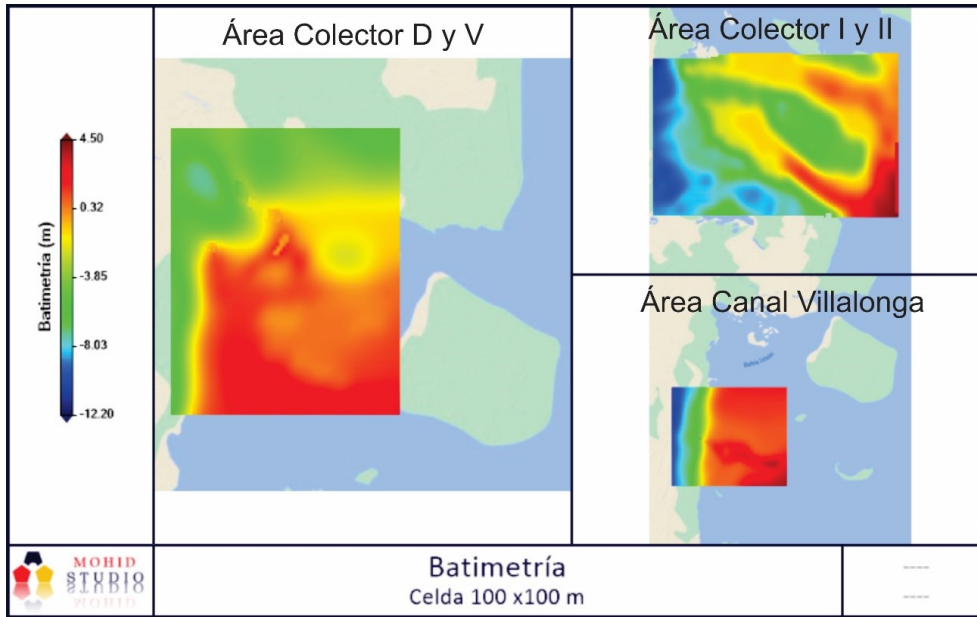 Área Colector D y V
Área Colector I y II
Batimetría (m)
4.50
0.32
-3.85
-8.03
-12.20
Área Canal Villalonga
MOHID
STUDIO
Batimetría
Celda 100 x100 m
----
----